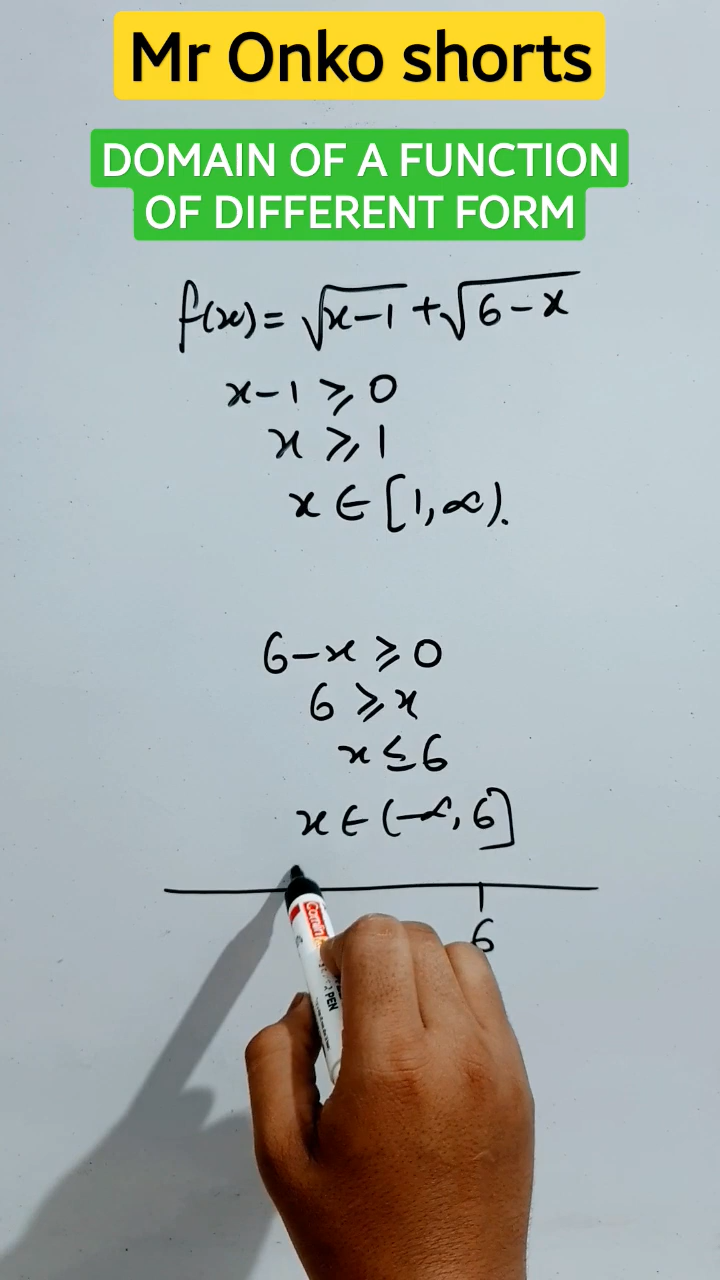 Mr Onko shorts
DOMAIN OF A FUNCTION
OF DIFFERENT FORM
f(x) = √x-1 + √6-x
x-1 ⩾ 0
x ⩾ 1
x ∈ [1, ∞).
6-x ⩾ 0
6 ⩾ x
x ≤ 6
x ∈ (-∞, 6]
6
PEN